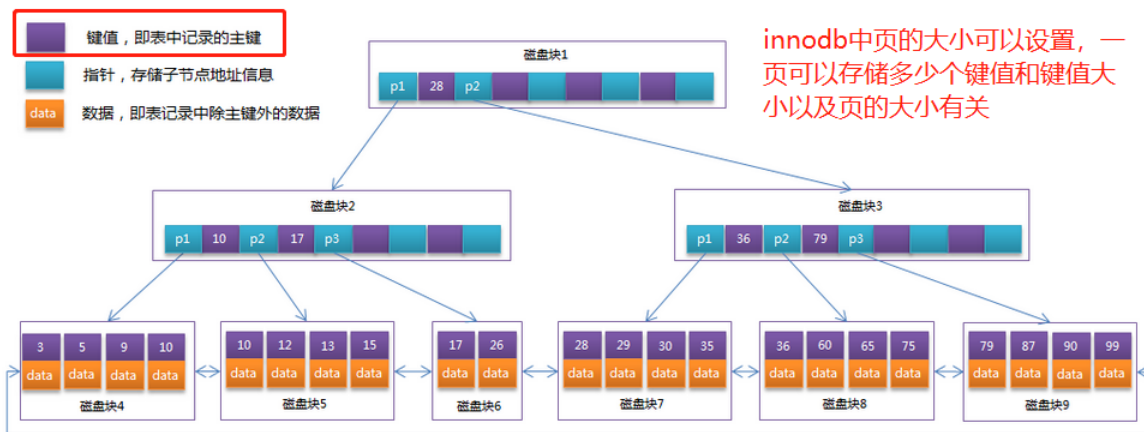 键值，即表中记录的主键
指针，存储子节点地址信息
data 数据，即表记录中除主键外的数据
innodb中页的大小可以设置，一
页可以存储多少个键值和键值大
小以及页的大小有关
磁盘块1
p1 28 p2
磁盘块2
p1 10 p2 17 p3
磁盘块3
p1 36 p2 79 p3
3 5 9 10
data data data data
磁盘块4
10 12 13 15
data data data data
磁盘块5
17 26
data data
磁盘块6
28 29 30 35
data data data data
磁盘块7
36 60 65 75
data data data data
磁盘块8
79 87 90 99
data data data data
磁盘块9